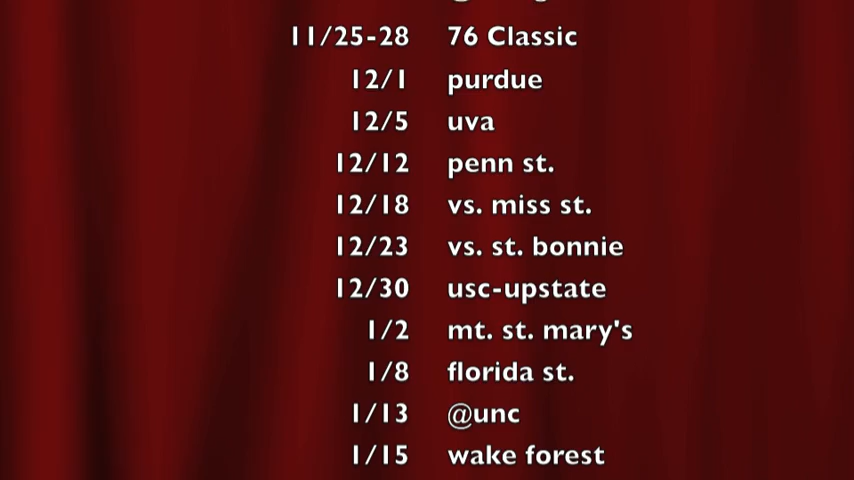 11/25-28 76 Classic
12/1 purdue
12/5 uva
12/12 penn st.
12/18 vs. miss st.
12/23 vs. st. bonnie
12/30 usc-upstate
1/2 mt. st. mary's
1/8 florida st.
1/13 @unc
1/15 wake forest